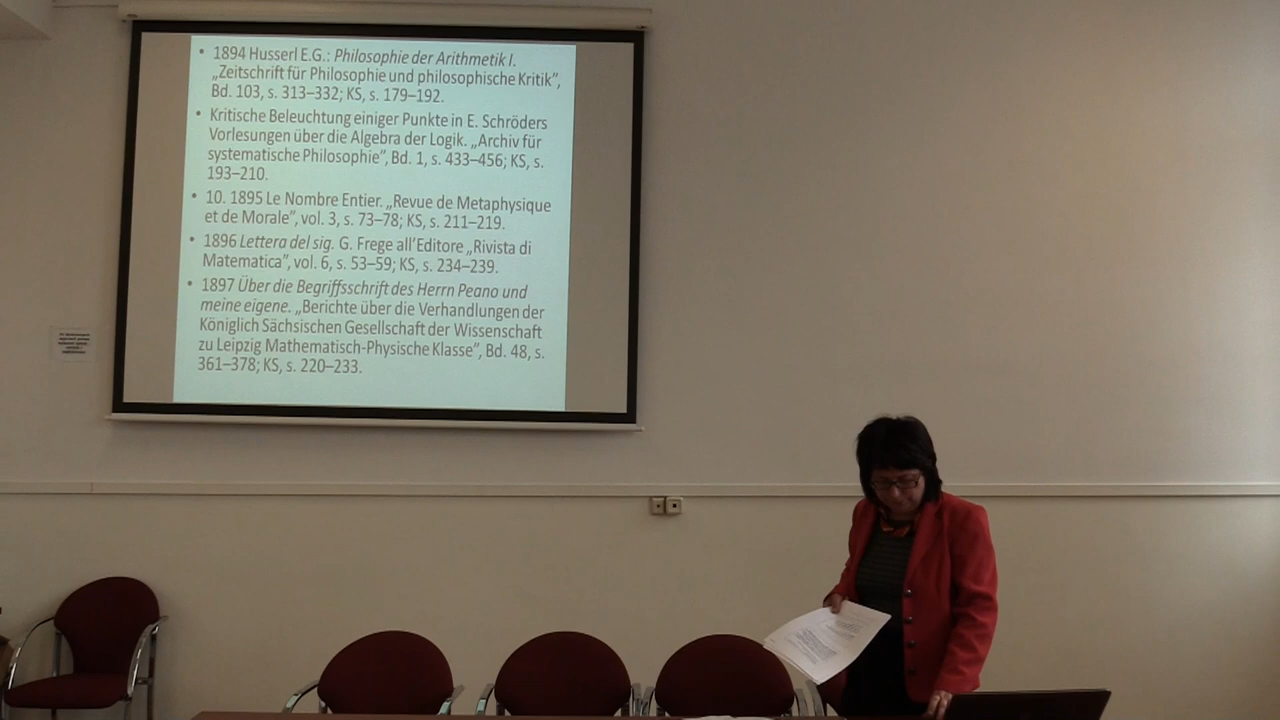 • 1894 Husserl E.G.: Philosophie der Arithmetik I.
„Zeitschrift für Philosophie und philosophische Kritik”,
Bd. 103, s. 313–332; KS, s. 179–192.
• Kritische Beleuchtung einiger Punkte in E. Schröders
Vorlesungen über die Algebra der Logik. „Archiv für
systematische Philosophie”, Bd. 1, s. 433–456; KS, s.
193–210.
• 10. 1895 Le Nombre Entier. „Revue de Metaphysique
et de Morale”, vol. 3, s. 73–78; KS, s. 211–219.
• 1896 Lettera del sig. G. Frege all’Editore „Rivista di
Matematica”, vol. 6, s. 53–59; KS, s. 234–239.
• 1897 Über die Begriffsschrift des Herrn Peano und
meine eigene. „Berichte über die Verhandlungen der
Königlich Sächsischen Gesellschaft der Wissenschaft
zu Leipzig Mathematisch-Physische Klasse”, Bd. 48, s.
361–378; KS, s. 220–233.